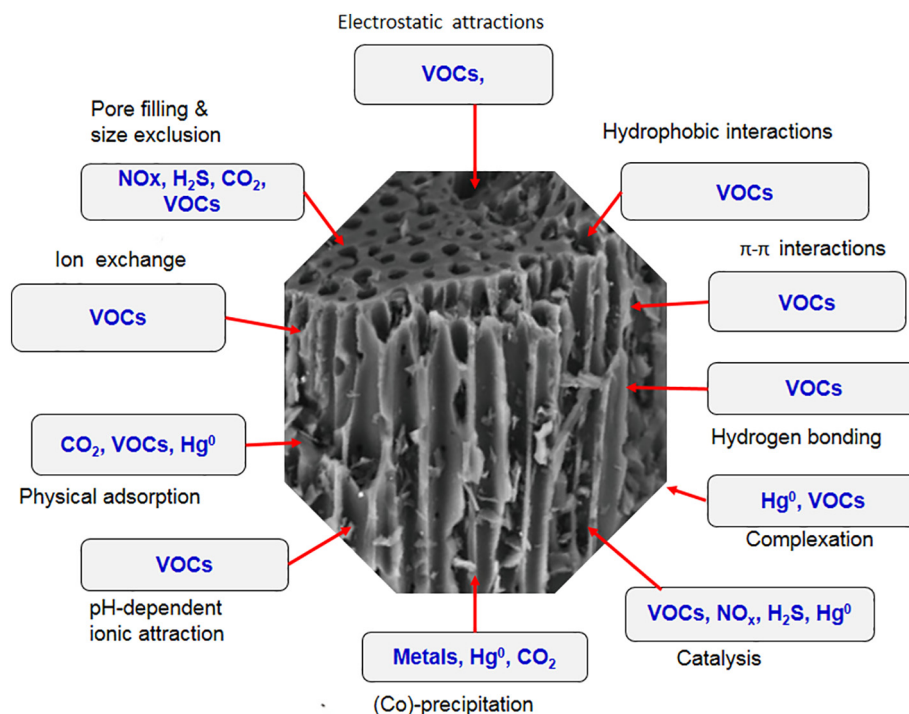 Electrostatic attractions
VOCs,
Pore filling &
size exclusion
NOx, H₂S, CO₂,
VOCs
Hydrophobic interactions
VOCs
Ion exchange
VOCs
π-π interactions
VOCs
VOCs
Hydrogen bonding
CO₂, VOCs, Hg⁰
Physical adsorption
Hg⁰, VOCs
Complexation
VOCs
pH-dependent
ionic attraction
VOCs, NOₓ, H₂S, Hg⁰
Catalysis
Metals, Hg⁰, CO₂
(Co)-precipitation